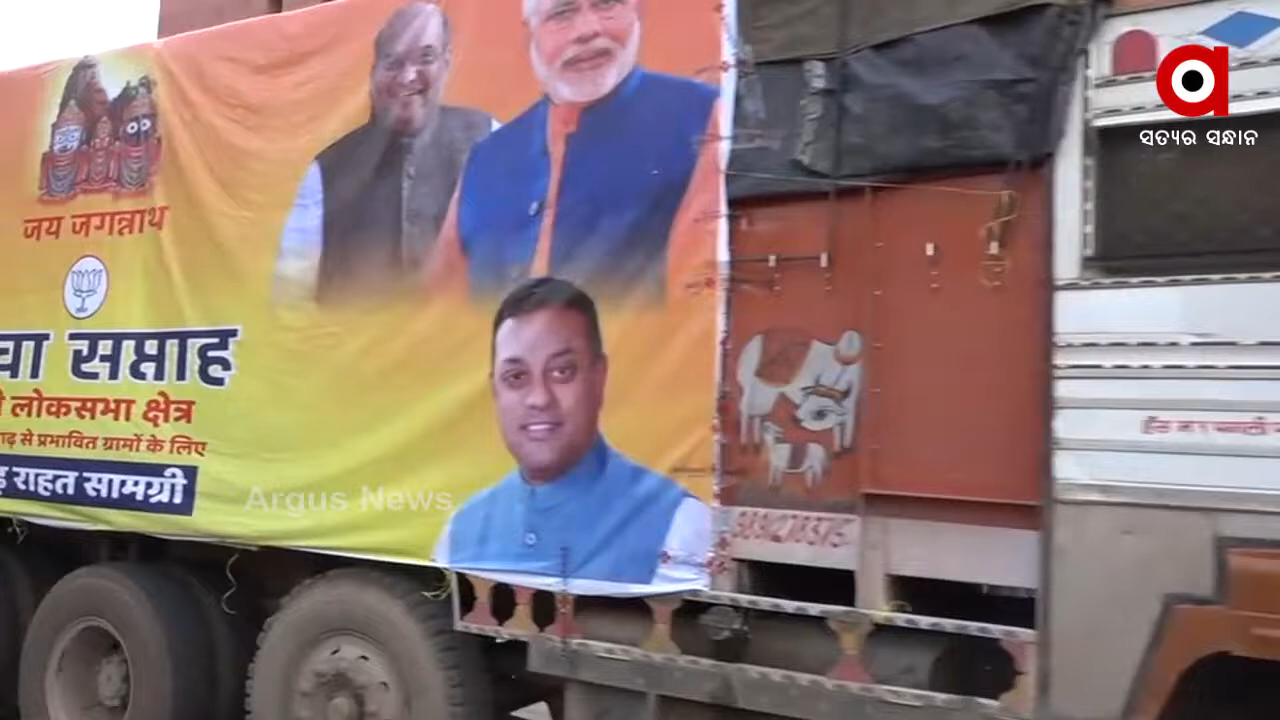 ସତ୍ୟର ସନ୍ଧାନ
जय जगन्नाथ
सप्ताह
लोकसभा क्षेत्र
से प्रभावित ग्रामों के लिए
राहत सामग्री
Argus News